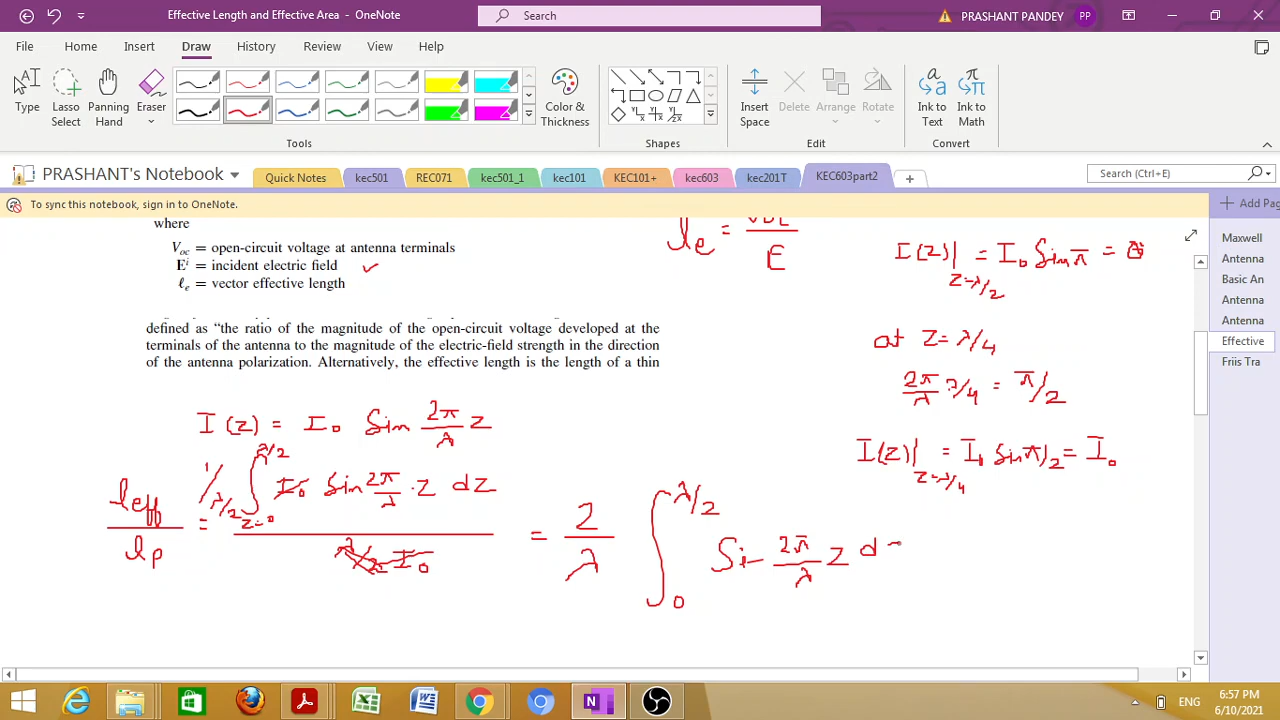 Effective Length and Effective Area - OneNote
Search
PRASHANT PANDEY
PP
File Home Insert Draw History Review View Help
Type
Lasso Select
Panning Hand
Eraser
Color & Thickness
Insert Space
Delete
Arrange
Rotate
Ink to Text
Ink to Math
Tools
Shapes
Edit
Convert
PRASHANT's Notebook
Quick Notes
kec501
REC071
kec501_1
kec101
KEC101+
kec603
kec201T
KEC603part2
Search (Ctrl+E)
To sync this notebook, sign in to OneNote.
Add Pag
Maxwell
Antenna
Basic An
Antenna
Antenna
Effective
Friis Tra
where
Voc = open-circuit voltage at antenna terminals
Eⁱ = incident electric field ✓
ℓe = vector effective length
defined as “the ratio of the magnitude of the open-circuit voltage developed at the
terminals of the antenna to the magnitude of the electric-field strength in the direction
of the antenna polarization. Alternatively, the effective length is the length of a thin
le = Voc/E
I(z)|z=λ/2 = I0 Sin π = 0
at z = λ/4
2π/λ · λ/4 = π/2
I(z)|z=λ/4 = I0 Sin π/2 = I0
I(z) = I0 Sin 2π/λ z
leff/lp = 1/λ/2 ∫z=0^λ/2 I0 Sin 2π/λ · z dz / λ/2 I0 = 2/λ ∫0^λ/2 Sin 2π/λ z d
ENG
6:57 PM
6/10/2021